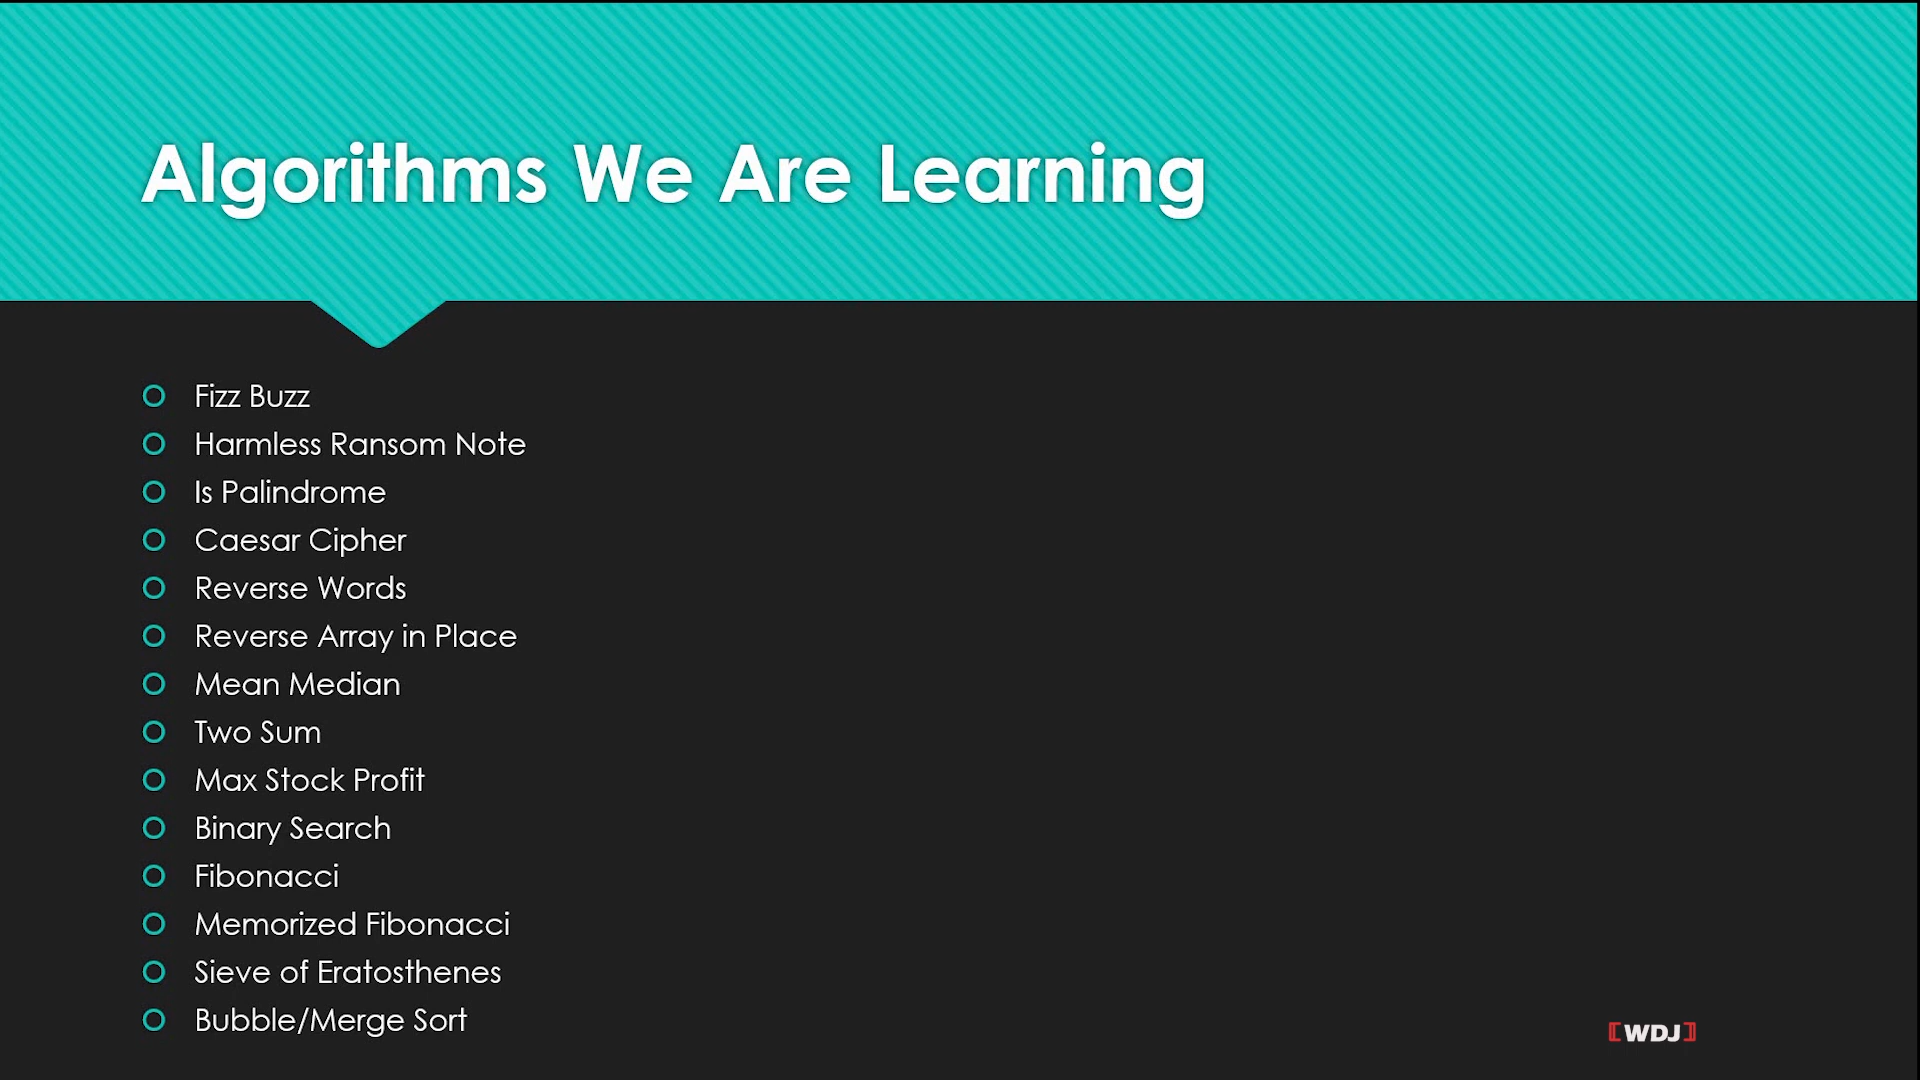 Algorithms We Are Learning
Fizz Buzz
Harmless Ransom Note
Is Palindrome
Caesar Cipher
Reverse Words
Reverse Array in Place
Mean Median
Two Sum
Max Stock Profit
Binary Search
Fibonacci
Memorized Fibonacci
Sieve of Eratosthenes
Bubble/Merge Sort
[WDJ]